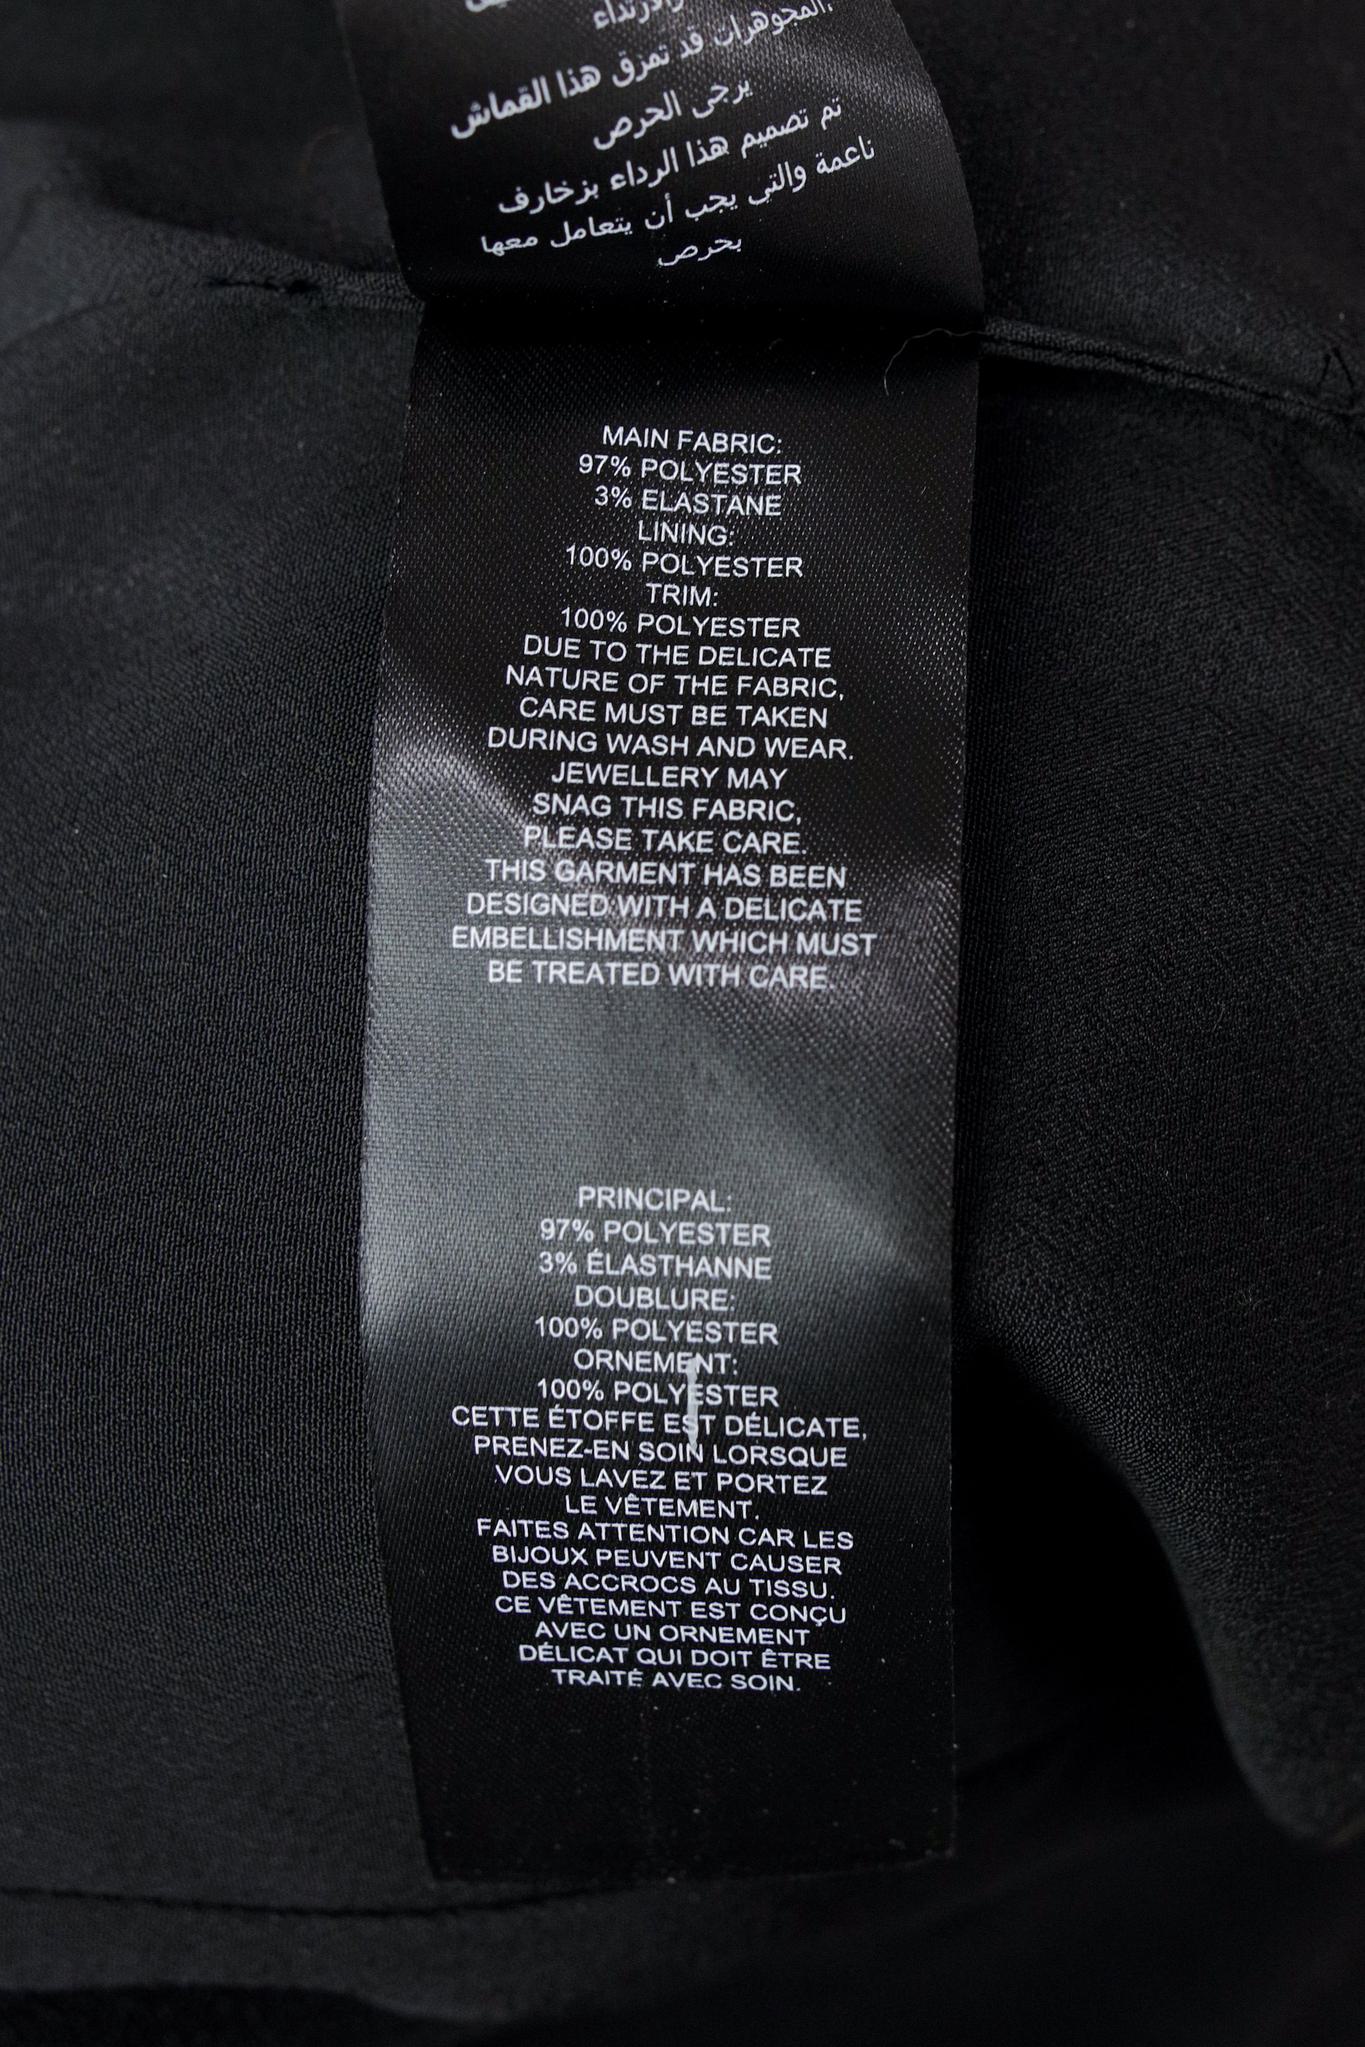 والارتداء
المجوهرات قد تمزق هذا القماش
يرجى الحرص
تم تصميم هذا الرداء بزخارف
ناعمة والتي يجب أن يتعامل معها
بحرص
MAIN FABRIC:
97% POLYESTER
3% ELASTANE
LINING:
100% POLYESTER
TRIM:
100% POLYESTER
DUE TO THE DELICATE
NATURE OF THE FABRIC,
CARE MUST BE TAKEN
DURING WASH AND WEAR.
JEWELLERY MAY
SNAG THIS FABRIC,
PLEASE TAKE CARE.
THIS GARMENT HAS BEEN
DESIGNED WITH A DELICATE
EMBELLISHMENT WHICH MUST
BE TREATED WITH CARE.
PRINCIPAL:
97% POLYESTER
3% ÉLASTHANNE
DOUBLURE:
100% POLYESTER
ORNEMENT:
100% POLYESTER
CETTE ÉTOFFE EST DÉLICATE,
PRENEZ-EN SOIN LORSQUE
VOUS LAVEZ ET PORTEZ
LE VÊTEMENT.
FAITES ATTENTION CAR LES
BIJOUX PEUVENT CAUSER
DES ACCROCS AU TISSU.
CE VÊTEMENT EST CONÇU
AVEC UN ORNEMENT
DÉLICAT QUI DOIT ÊTRE
TRAITÉ AVEC SOIN.